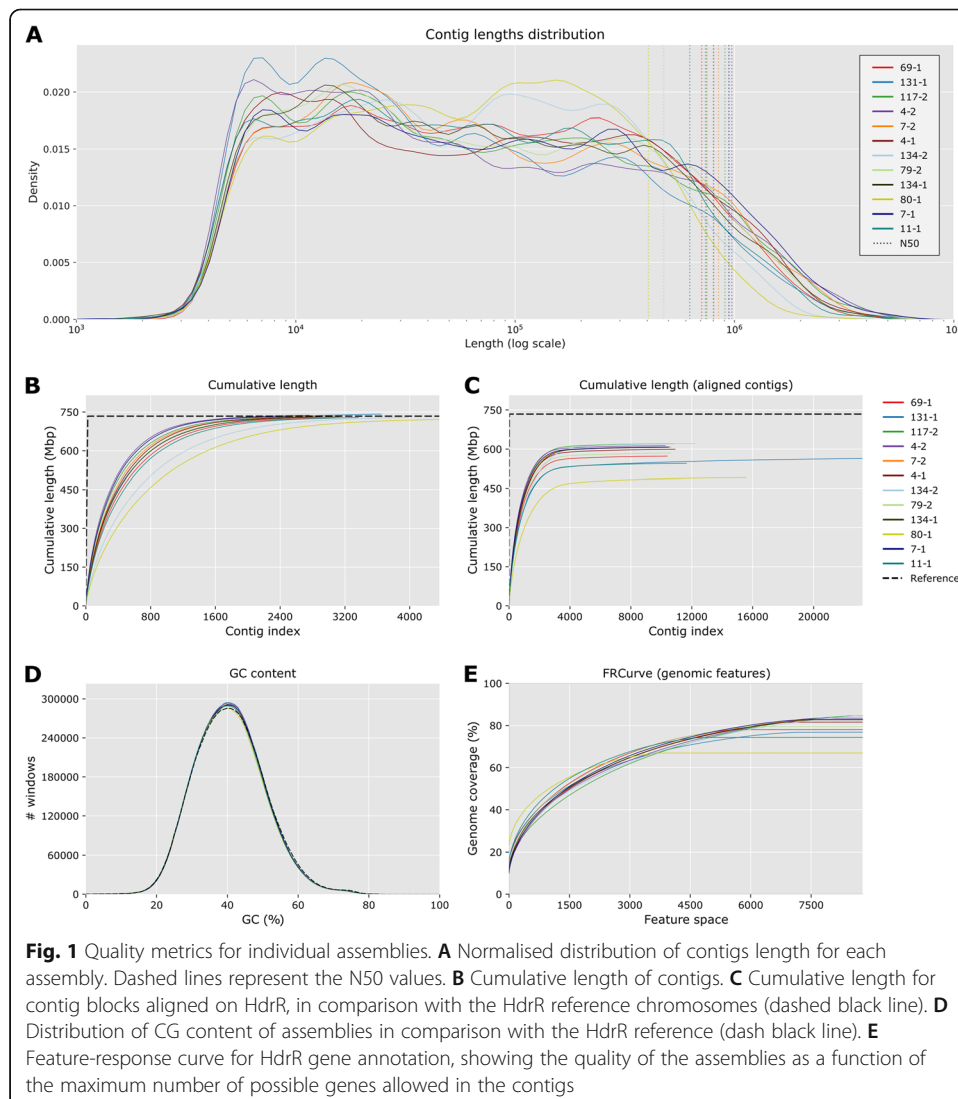 A
Contig lengths distribution
0.020
0.015
0.010
0.005
0.000
Density
10³
10⁴
10⁵
10⁶
10
Length (log scale)
69-1
131-1
117-2
4-2
7-2
4-1
134-2
79-2
134-1
80-1
7-1
11-1
N50
B
Cumulative length
750
600
450
300
150
0
Cumulative length (Mbp)
0
800
1600
2400
3200
4000
Contig index
C
Cumulative length (aligned contigs)
750
600
450
300
150
0
Cumulative length (Mbp)
0
4000
8000
12000
16000
20000
Contig index
69-1
131-1
117-2
4-2
7-2
4-1
134-2
79-2
134-1
80-1
7-1
11-1
Reference
D
GC content
300000
240000
180000
120000
60000
0
# windows
0
20
40
60
80
100
GC (%)
E
FRCurve (genomic features)
100
80
60
40
20
0
Genome coverage (%)
0
1500
3000
4500
6000
7500
Feature space
Fig. 1 Quality metrics for individual assemblies. A Normalised distribution of contigs length for each
assembly. Dashed lines represent the N50 values. B Cumulative length of contigs. C Cumulative length for
contig blocks aligned on HdrR, in comparison with the HdrR reference chromosomes (dashed black line). D
Distribution of CG content of assemblies in comparison with the HdrR reference (dash black line). E
Feature-response curve for HdrR gene annotation, showing the quality of the assemblies as a function of
the maximum number of possible genes allowed in the contigs